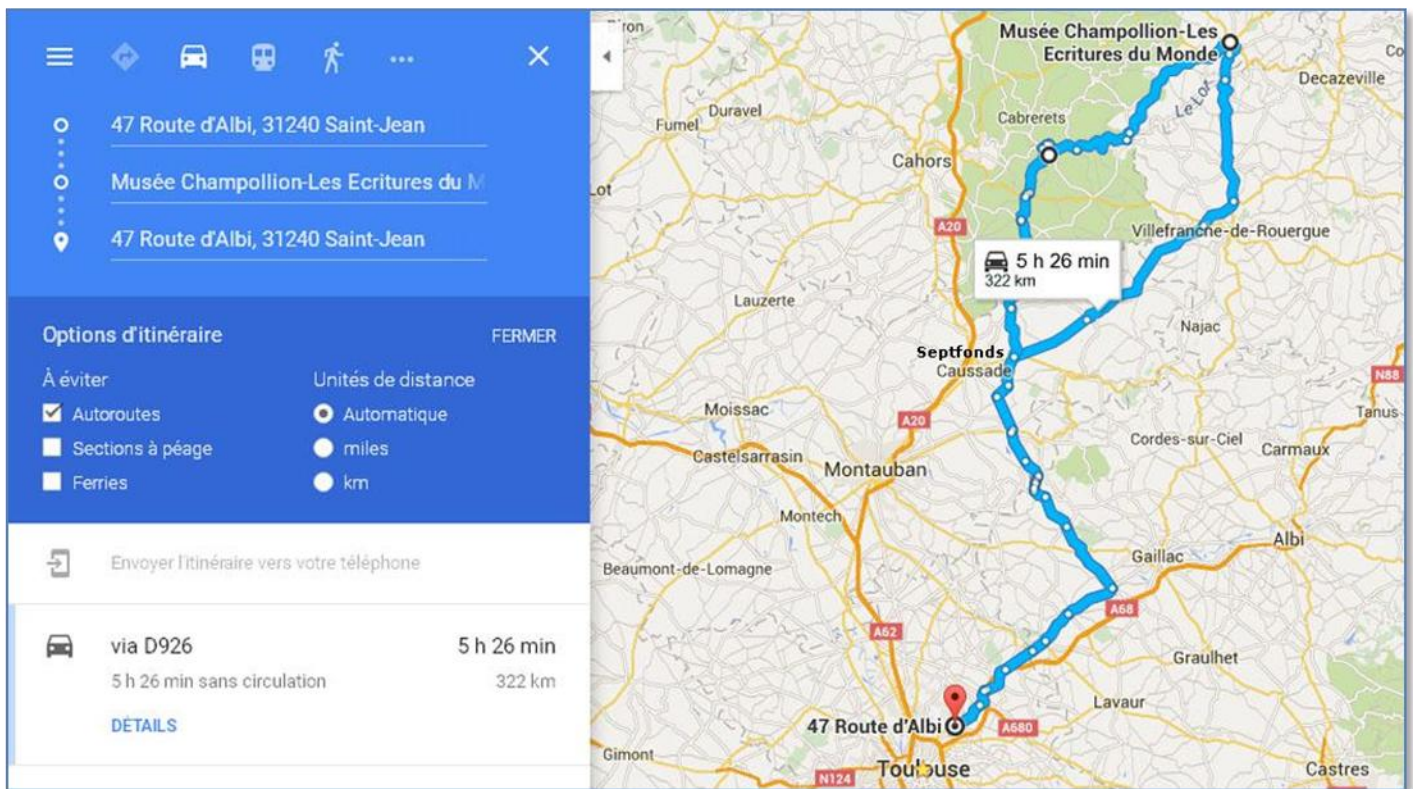 47 Route d'Albi, 31240 Saint-Jean
Musée Champollion-Les Ecritures du M
47 Route d'Albi, 31240 Saint-Jean
Options d'itinéraire
FERMER
À éviter
Unités de distance
Autoroutes
Automatique
Sections à péage
miles
Ferries
km
Envoyer l'itinéraire vers votre téléphone
via D926
5 h 26 min
5 h 26 min sans circulation
322 km
DÉTAILS
Musée Champollion-Les
Ecritures du Monde
Decazeville
Duravel
Fumel
Cabrerets
Le Lot
Cahors
Lot
A20
Villefranche-de-Rouergue
5 h 26 min
322 km
Lauzerte
Najac
Septfonds
Caussade
N88
Moissac
A20
Tanus
Castelsarrasin
Cordes-sur-Ciel
Carmaux
Montauban
Montech
Albi
Gaillac
Beaumont-de-Lomagne
A68
A62
Graulhet
Lavaur
47 Route d'Albi
A680
Gimont
Toulouse
N124
Castres